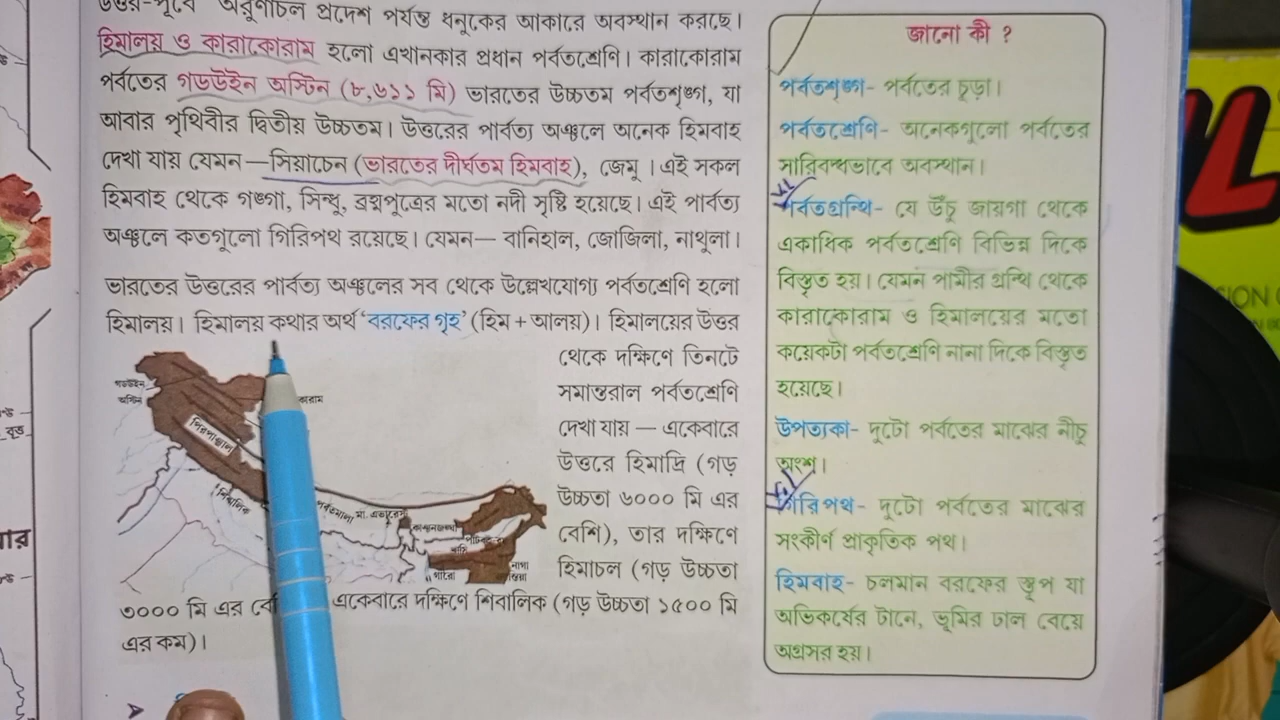 উত্তর-পূর্বে অরুণাচল প্রদেশ পর্যন্ত ধনুকের আকারে অবস্থান করছে।
হিমালয় ও কারাকোরাম হলো এখানকার প্রধান পর্বতশ্রেণি। কারাকোরাম
পর্বতের গডউইন অস্টিন (৮,৬১১ মি) ভারতের উচ্চতম পর্বতশৃঙ্গ, যা
আবার পৃথিবীর দ্বিতীয় উচ্চতম। উত্তরের পার্বত্য অঞ্চলে অনেক হিমবাহ
দেখা যায় যেমন—সিয়াচেন (ভারতের দীর্ঘতম হিমবাহ), জেমু। এই সকল
হিমবাহ থেকে গঙ্গা, সিন্ধু, ব্রহ্মপুত্রের মতো নদী সৃষ্টি হয়েছে। এই পার্বত্য
অঞ্চলে কতগুলো গিরিপথ রয়েছে। যেমন— বানিহাল, জোজিলা, নাথুলা।
ভারতের উত্তরের পার্বত্য অঞ্চলের সব থেকে উল্লেখযোগ্য পর্বতশ্রেণি হলো
হিমালয়। হিমালয় কথার অর্থ ‘বরফের গৃহ’ (হিম + আলয়)। হিমালয়ের উত্তর
থেকে দক্ষিণে তিনটে
সমান্তরাল পর্বতশ্রেণি
দেখা যায় — একেবারে
উত্তরে হিমাদ্রি (গড়
উচ্চতা ৬০০০ মি এর
বেশি), তার দক্ষিণে
হিমাচল (গড় উচ্চতা
৩০০০ মি এর একেবারে দক্ষিণে শিবালিক (গড় উচ্চতা ১৫০০ মি
এর কম)।
গডউইন
অস্টিন
কারাম
পিরপাঞ্জাল
শিবালিক
পর্বতমালা
মা. এভারেস্ট
কাঞ্চনজঙ্ঘা
গারো
খাসি
নাগা
জানো কী ?
পর্বতশৃঙ্গ- পর্বতের চূড়া।
পর্বতশ্রেণি- অনেকগুলো পর্বতের
সারিবদ্ধভাবে অবস্থান।
পর্বতগ্রন্থি- যে উঁচু জায়গা থেকে
একাধিক পর্বতশ্রেণি বিভিন্ন দিকে
বিস্তৃত হয়। যেমন পামীর গ্রন্থি থেকে
কারাকোরাম ও হিমালয়ের মতো
কয়েকটা পর্বতশ্রেণি নানা দিকে বিস্তৃত
হয়েছে।
উপত্যকা- দুটো পর্বতের মাঝের নীচু
অংশ।
গিরিপথ- দুটো পর্বতের মাঝের
সংকীর্ণ প্রাকৃতিক পথ।
হিমবাহ- চলমান বরফের স্তূপ যা
অভিকর্ষের টানে, ভূমির ঢাল বেয়ে
অগ্রসর হয়।